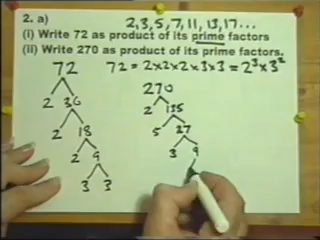 2. a) 2,3,5,7,11,13,17...
(i) Write 72 as product of its prime factors
(ii) Write 270 as product of its prime factors.
72 72 = 2×2×2×3×3 = 2³×3²
2 36
2 18
2 9
3 3
270
2 135
5 27
3 9